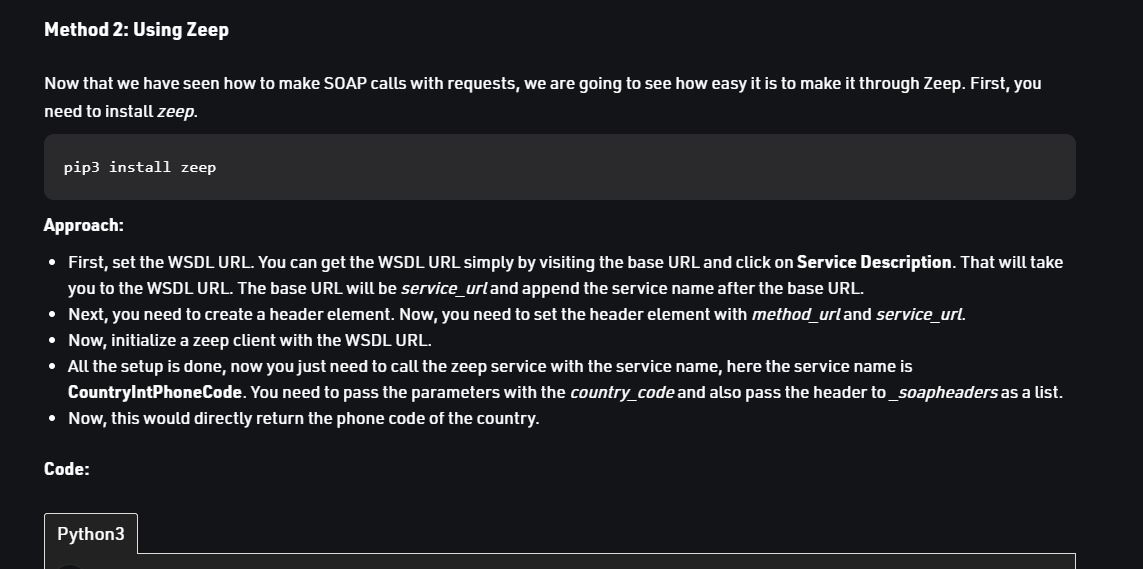 Method 2: Using Zeep
Now that we have seen how to make SOAP calls with requests, we are going to see how easy it is to make it through Zeep. First, you
need to install zeep.
pip3 install zeep
Approach:
• First, set the WSDL URL. You can get the WSDL URL simply by visiting the base URL and click on Service Description. That will take
you to the WSDL URL. The base URL will be service_url and append the service name after the base URL.
• Next, you need to create a header element. Now, you need to set the header element with method_url and service_url.
• Now, initialize a zeep client with the WSDL URL.
• All the setup is done, now you just need to call the zeep service with the service name, here the service name is
CountryIntPhoneCode. You need to pass the parameters with the country_code and also pass the header to _soapheaders as a list.
• Now, this would directly return the phone code of the country.
Code:
Python3